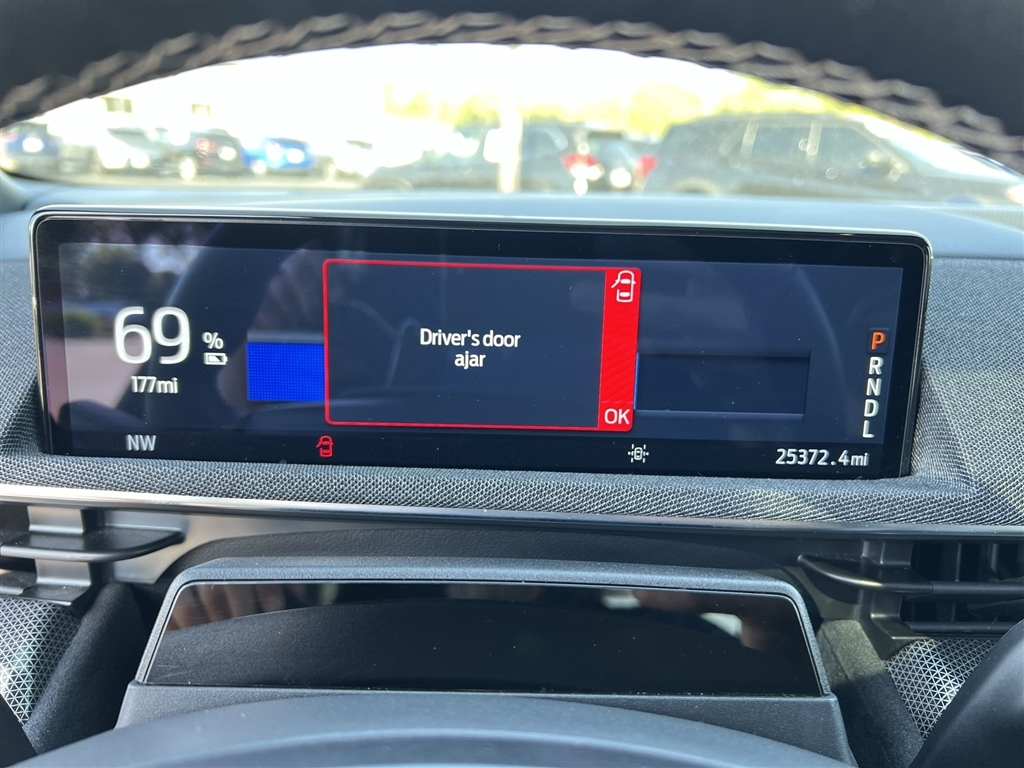 69 %
177mi
Driver's door
ajar
OK
P
R
N
D
L
NW
25372.4mi